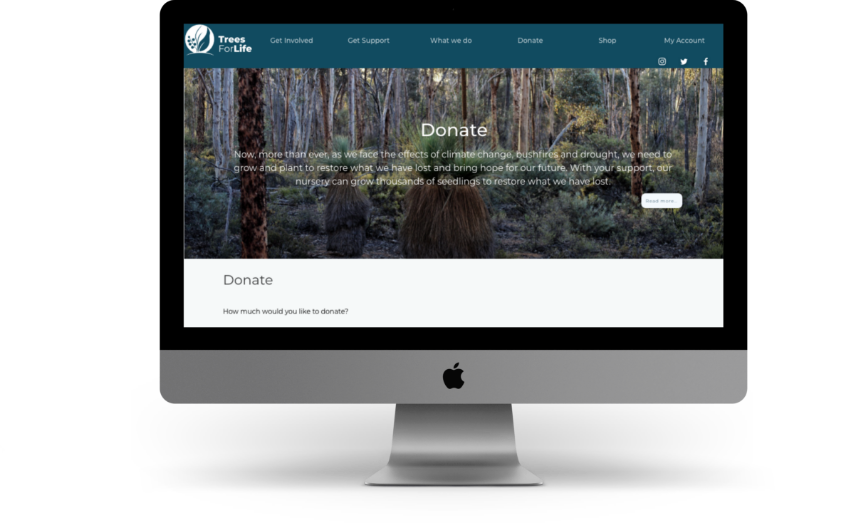 Trees
ForLife
Get Involved
Get Support
What we do
Donate
Shop
My Account
Donate
Now, more than ever, as we face the effects of climate change, bushfires and drought, we need to
grow and plant to restore what we have lost and bring hope for our future. With your support, our
nursery can grow thousands of seedlings to restore what we have lost.
Read more..
Donate
How much would you like to donate?